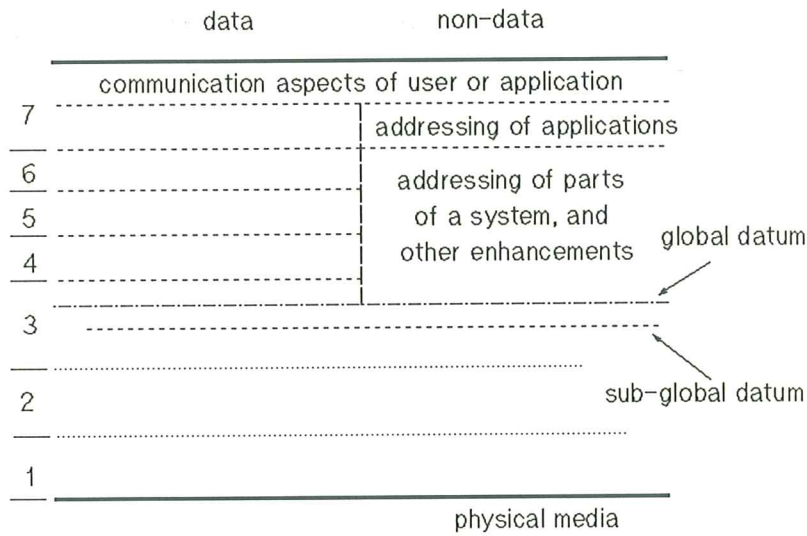 data
non-data
communication aspects of user or application
7
addressing of applications
6
addressing of parts
5
of a system, and
global datum
4
other enhancements
3
2
sub-global datum
1
physical media